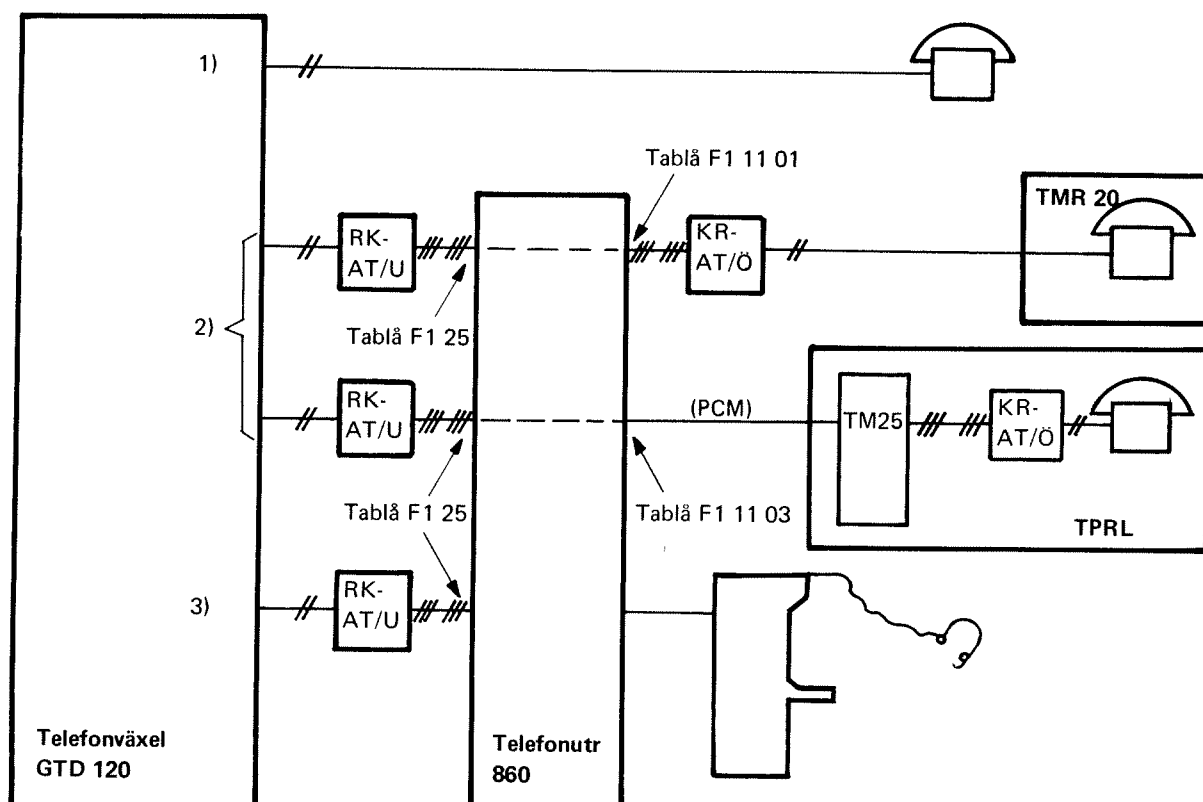 1)
Tablå F1 11 01
TMR 20
RK-
AT/U
KR-
AT/Ö
2)
Tablå F1 25
RK-
AT/U
(PCM)
TM25
KR-
AT/Ö
Tablå F1 25
Tablå F1 11 03
TPRL
3)
RK-
AT/U
Telefonväxel
GTD 120
Telefonutr
860